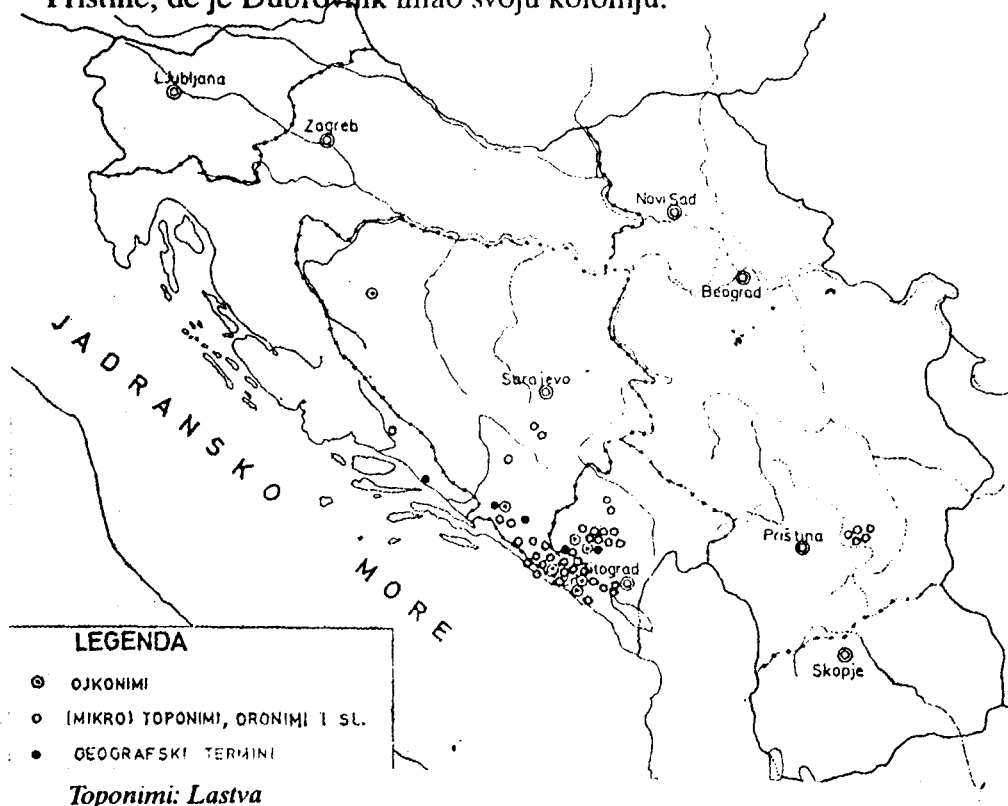 Prištine, de je Dubrovnik imao svoju koloniju.
Ljubljana
Zagreb
Novi Sad
Beograd
Sarajevo
JADRANSKO MORE
Priština
Titograd
Skopje
LEGENDA
OJKONIMI
(MIKRO) TOPONIMI, ORONIMI I SL.
GEOGRAFSKI TERMINI
Toponimi: Lastva